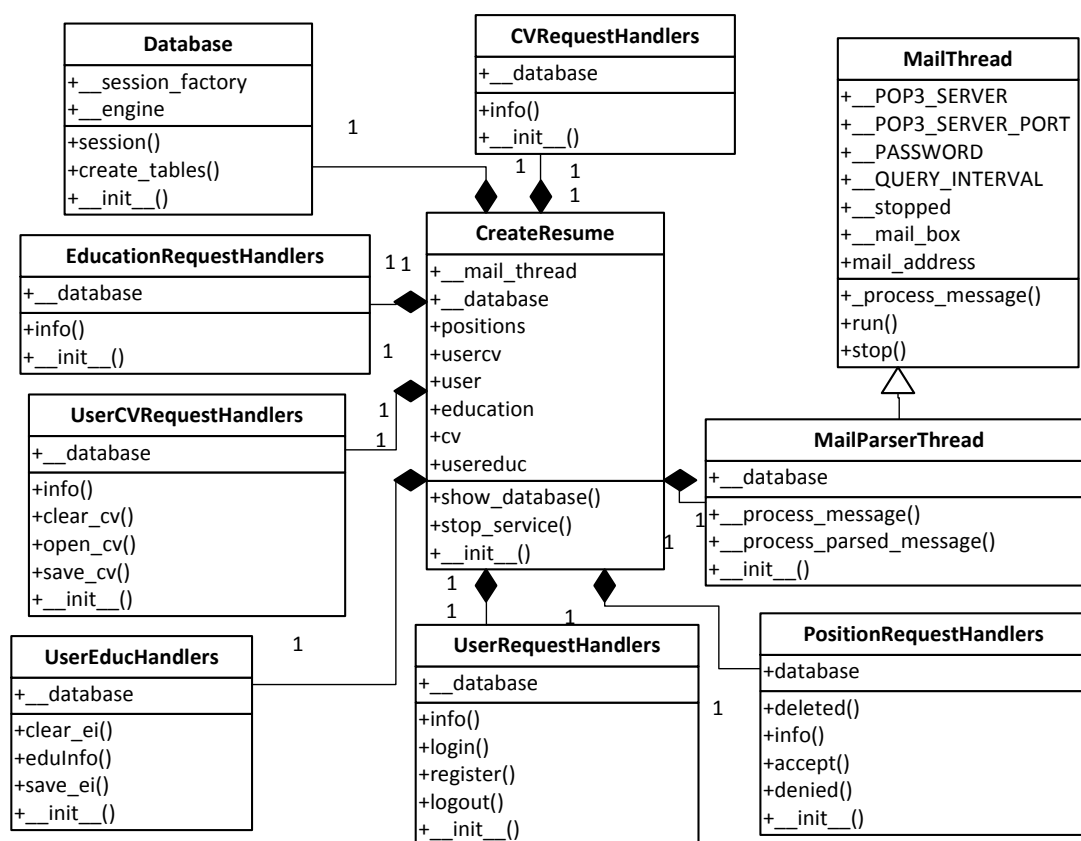 Database
+__session_factory
+__engine
+session()
+create_tables()
+__init__()
1
CVRequestHandlers
+__database
+info()
+__init__()
1
1
1
MailThread
+__POP3_SERVER
+__POP3_SERVER_PORT
+__PASSWORD
+__QUERY_INTERVAL
+__stopped
+__mail_box
+mail_address
+_process_message()
+run()
+stop()
EducationRequestHandlers
+__database
+info()
+__init__()
1
1
1
CreateResume
+__mail_thread
+__database
+positions
+usercv
+user
+education
+cv
+usereduc
+show_database()
+stop_service()
+__init__()
UserCVRequestHandlers
+__database
+info()
+clear_cv()
+open_cv()
+save_cv()
+__init__()
1
1
MailParserThread
+__database
+__process_message()
+__process_parsed_message()
+__init__()
1
1
UserEducHandlers
+__database
+clear_ei()
+eduInfo()
+save_ei()
+__init__()
1
1
1
1
UserRequestHandlers
+__database
+info()
+login()
+register()
+logout()
+__init__()
1
PositionRequestHandlers
+database
+deleted()
+info()
+accept()
+denied()
+__init__()